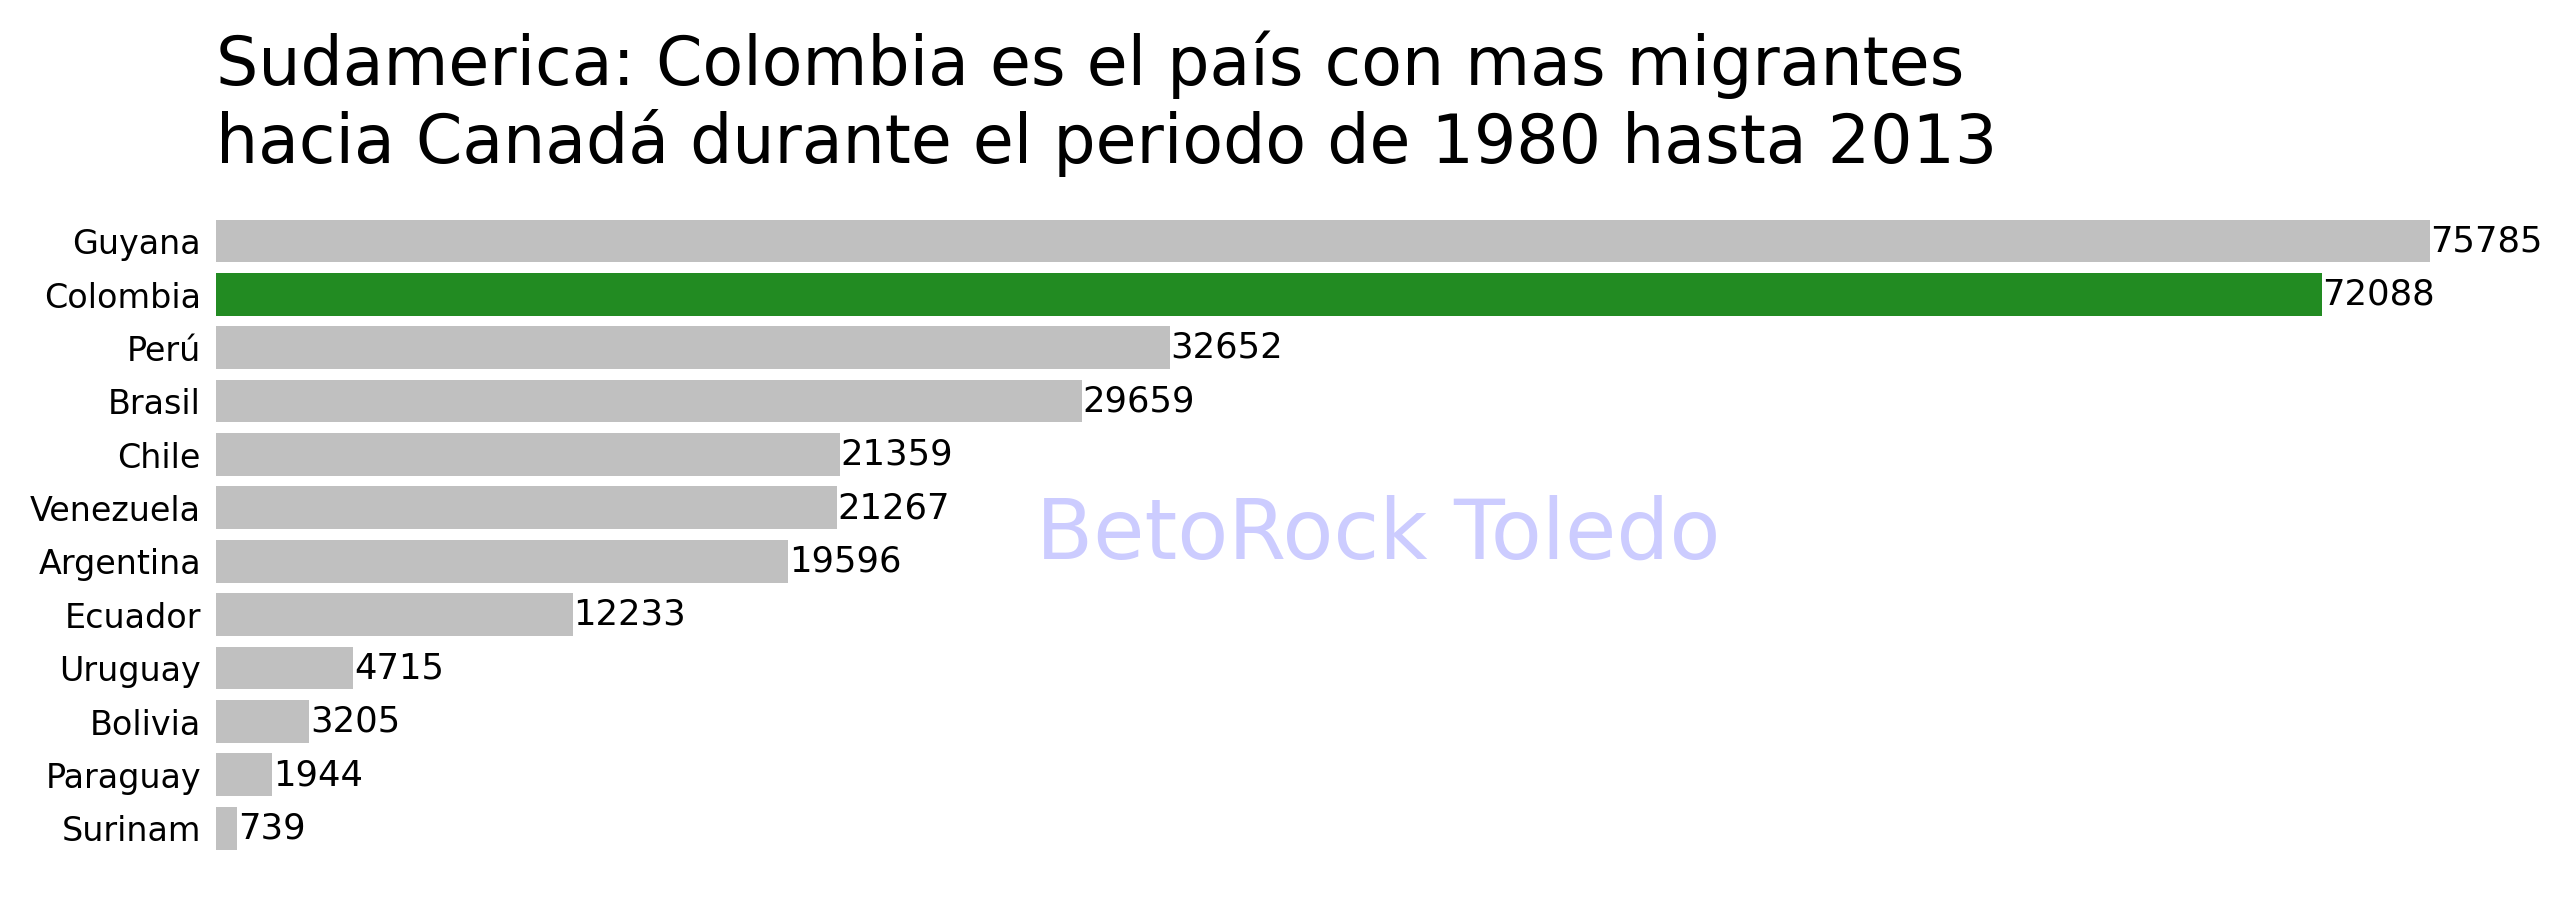 Sudamerica: Colombia es el país con mas migrantes
hacia Canadá durante el periodo de 1980 hasta 2013
Guyana 75785
Colombia 72088
Perú 32652
Brasil 29659
Chile 21359
Venezuela 21267
BetoRock Toledo
Argentina 19596
Ecuador 12233
Uruguay 4715
Bolivia 3205
Paraguay 1944
Surinam 739